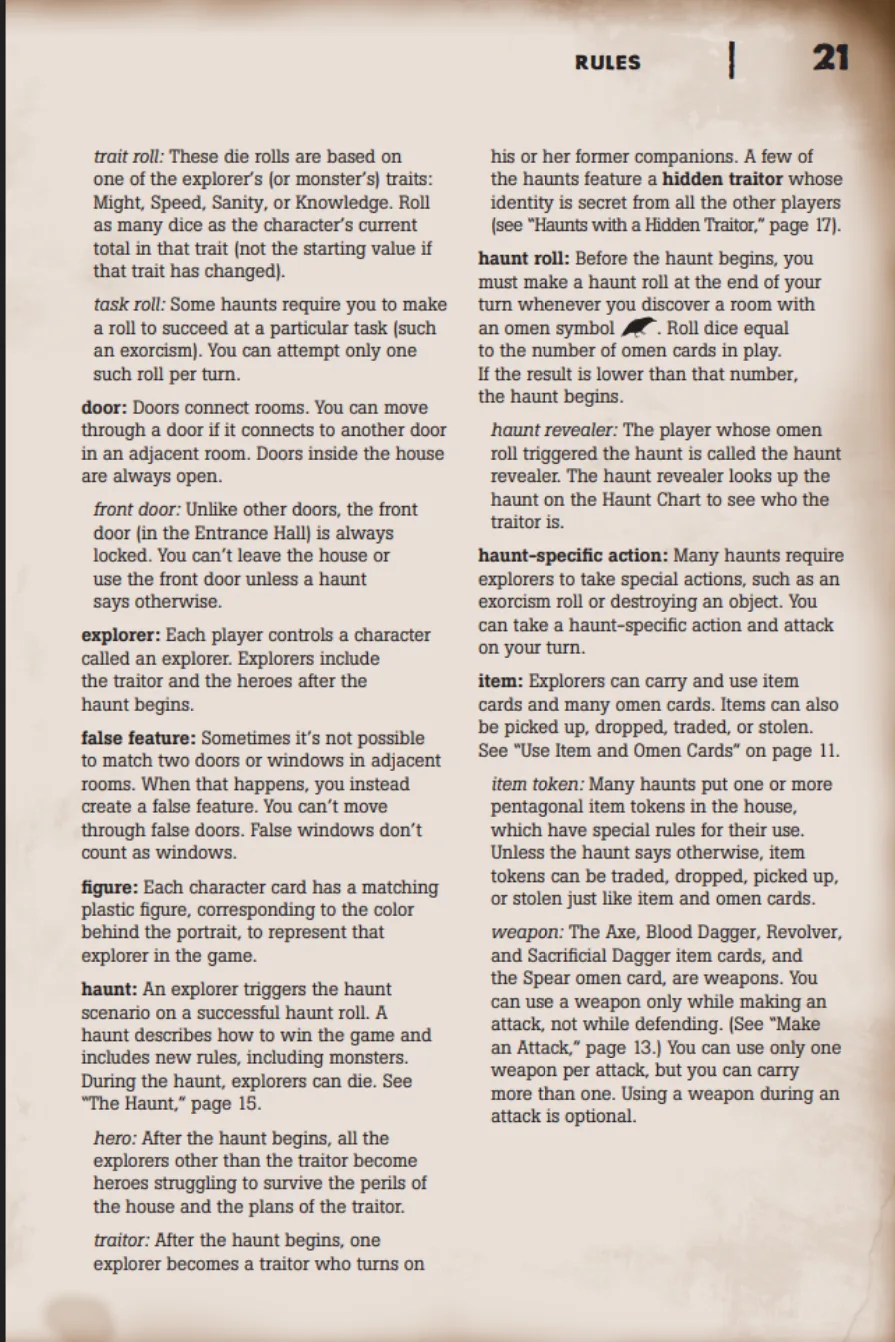 RULES | 21
trait roll: These die rolls are based on
one of the explorer's (or monster's) traits:
Might, Speed, Sanity, or Knowledge. Roll
as many dice as the character's current
total in that trait (not the starting value if
that trait has changed).
task roll: Some haunts require you to make
a roll to succeed at a particular task (such
an exorcism). You can attempt only one
such roll per turn.
door: Doors connect rooms. You can move
through a door if it connects to another door
in an adjacent room. Doors inside the house
are always open.
front door: Unlike other doors, the front
door (in the Entrance Hall) is always
locked. You can't leave the house or
use the front door unless a haunt
says otherwise.
explorer: Each player controls a character
called an explorer. Explorers include
the traitor and the heroes after the
haunt begins.
false feature: Sometimes it's not possible
to match two doors or windows in adjacent
rooms. When that happens, you instead
create a false feature. You can't move
through false doors. False windows don't
count as windows.
figure: Each character card has a matching
plastic figure, corresponding to the color
behind the portrait, to represent that
explorer in the game.
haunt: An explorer triggers the haunt
scenario on a successful haunt roll. A
haunt describes how to win the game and
includes new rules, including monsters.
During the haunt, explorers can die. See
"The Haunt," page 15.
hero: After the haunt begins, all the
explorers other than the traitor become
heroes struggling to survive the perils of
the house and the plans of the traitor.
traitor: After the haunt begins, one
explorer becomes a traitor who turns on
his or her former companions. A few of
the haunts feature a hidden traitor whose
identity is secret from all the other players
(see "Haunts with a Hidden Traitor," page 17).
haunt roll: Before the haunt begins, you
must make a haunt roll at the end of your
turn whenever you discover a room with
an omen symbol . Roll dice equal
to the number of omen cards in play.
If the result is lower than that number,
the haunt begins.
haunt revealer: The player whose omen
roll triggered the haunt is called the haunt
revealer. The haunt revealer looks up the
haunt on the Haunt Chart to see who the
traitor is.
haunt-specific action: Many haunts require
explorers to take special actions, such as an
exorcism roll or destroying an object. You
can take a haunt-specific action and attack
on your turn.
item: Explorers can carry and use item
cards and many omen cards. Items can also
be picked up, dropped, traded, or stolen.
See "Use Item and Omen Cards" on page 11.
item token: Many haunts put one or more
pentagonal item tokens in the house,
which have special rules for their use.
Unless the haunt says otherwise, item
tokens can be traded, dropped, picked up,
or stolen just like item and omen cards.
weapon: The Axe, Blood Dagger, Revolver,
and Sacrificial Dagger item cards, and
the Spear omen card, are weapons. You
can use a weapon only while making an
attack, not while defending. (See "Make
an Attack," page 13.) You can use only one
weapon per attack, but you can carry
more than one. Using a weapon during an
attack is optional.